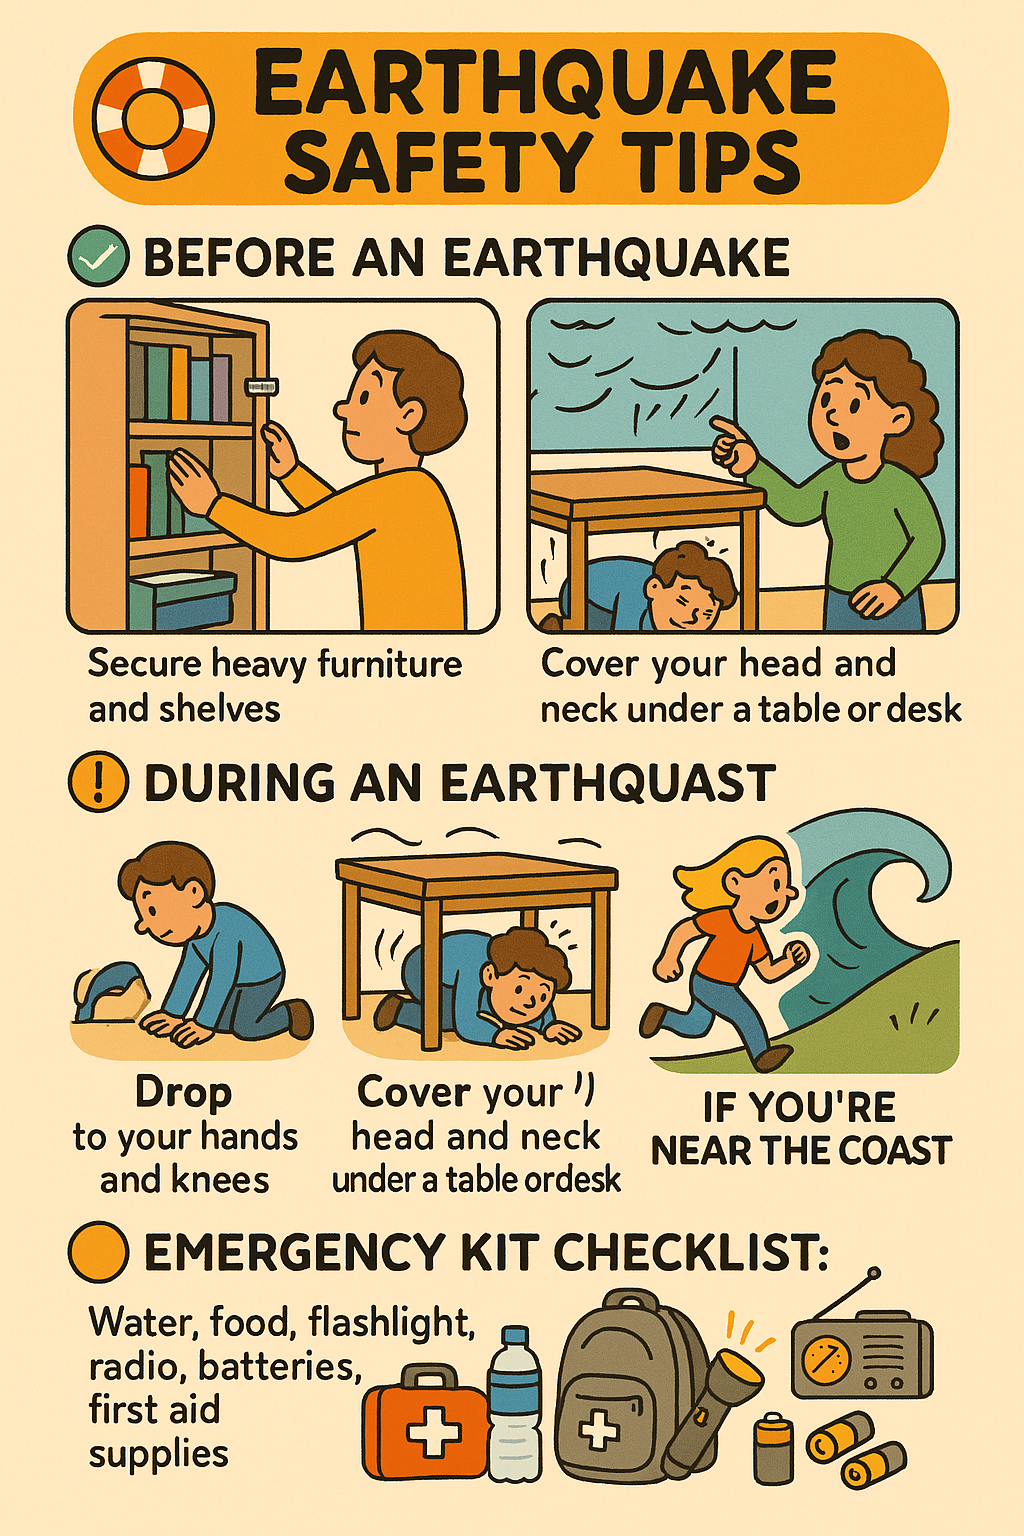 EARTHQUAKE
SAFETY TIPS
BEFORE AN EARTHQUAKE
Secure heavy furniture
and shelves
Cover your head and
neck under a table or desk
DURING AN EARTHQUAST
Drop
to your hands
and knees
Cover your
head and neck
under a table ordesk
IF YOU'RE
NEAR THE COAST
EMERGENCY KIT CHECKLIST:
Water, food, flashlight,
radio, batteries,
first aid
supplies